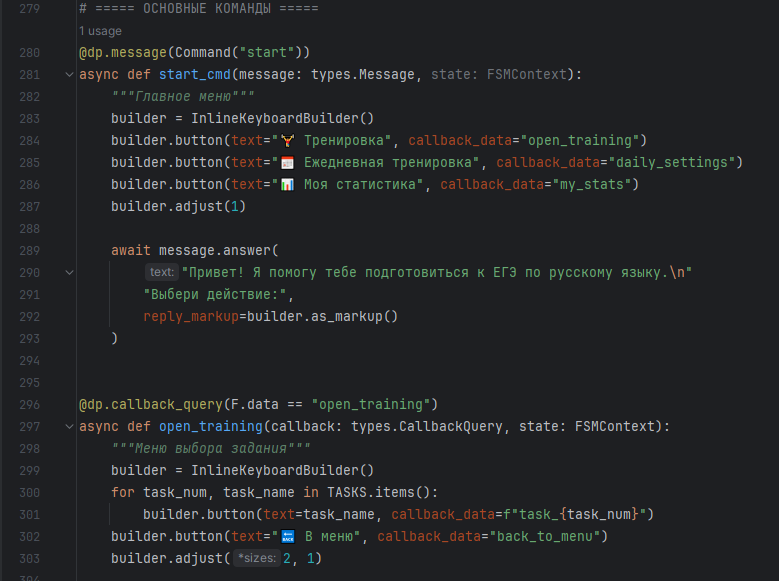 279 # ===== ОСНОВНЫЕ КОМАНДЫ =====
1 usage
280 @dp.message(Command("start"))
281 async def start_cmd(message: types.Message, state: FSMContext):
282     """Главное меню"""
283     builder = InlineKeyboardBuilder()
284     builder.button(text="🏋 Тренировка", callback_data="open_training")
285     builder.button(text="📅 Ежедневная тренировка", callback_data="daily_settings")
286     builder.button(text="📊 Моя статистика", callback_data="my_stats")
287     builder.adjust(1)
288
289     await message.answer(
290         text: "Привет! Я помогу тебе подготовиться к ЕГЭ по русскому языку.\n"
291         "Выбери действие:",
292         reply_markup=builder.as_markup()
293     )
294
295
296 @dp.callback_query(F.data == "open_training")
297 async def open_training(callback: types.CallbackQuery, state: FSMContext):
298     """Меню выбора задания"""
299     builder = InlineKeyboardBuilder()
300     for task_num, task_name in TASKS.items():
301         builder.button(text=task_name, callback_data=f"task_{task_num}")
302     builder.button(text="🔙 В меню", callback_data="back_to_menu")
303     builder.adjust( *sizes: 2, 1)